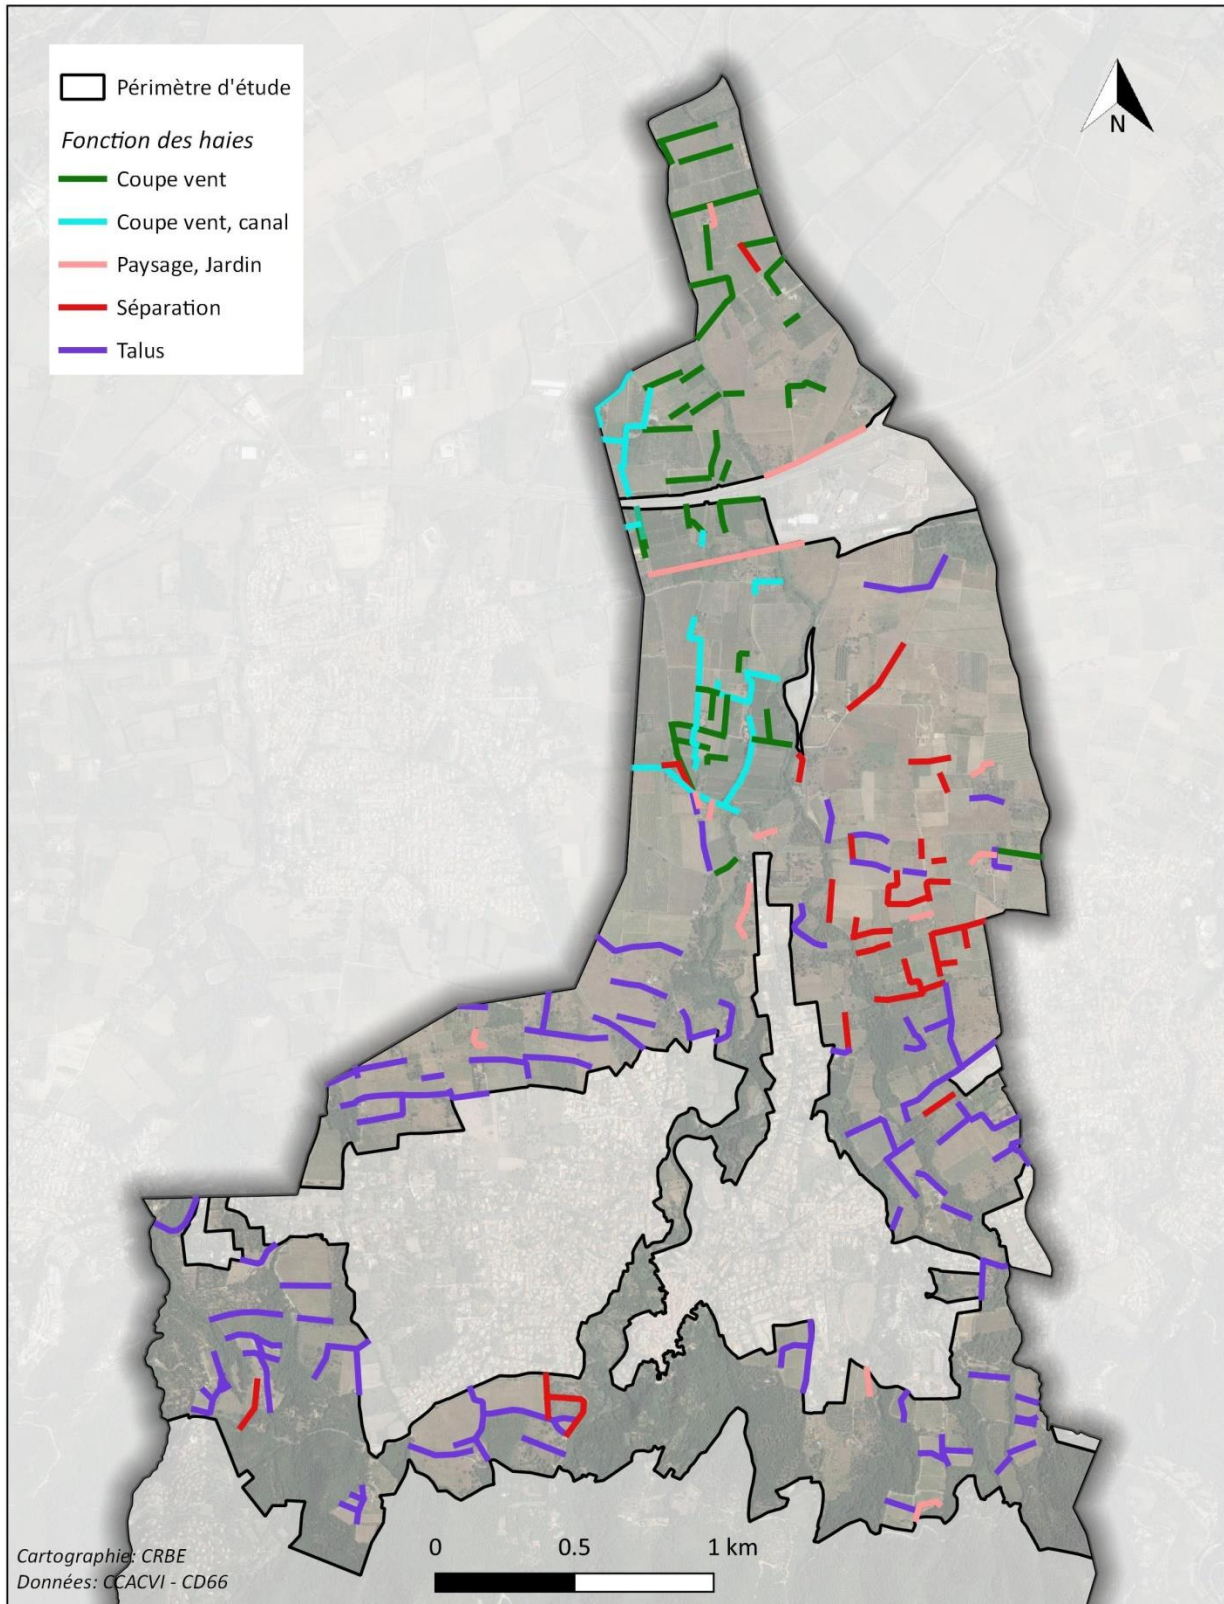 Périmètre d'étude
Fonction des haies
Coupe vent
Coupe vent, canal
Paysage, Jardin
Séparation
Talus
N
0 0.5 1 km
Cartographie: CRBE
Données: CCACVI - CD66